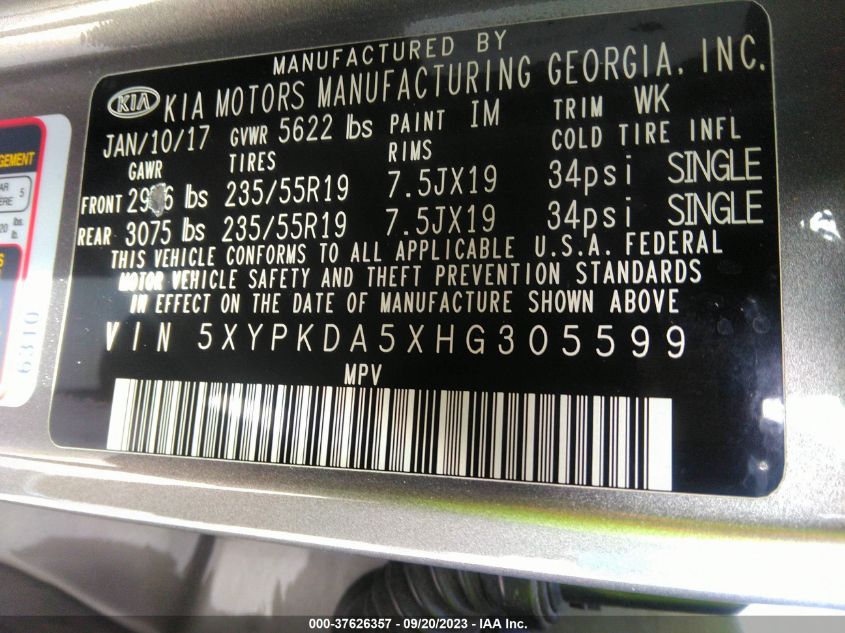 MANUFACTURED BY
KIA KIA MOTORS MANUFACTURING GEORGIA, INC.
JAN/10/17 GVWR 5622 lbs PAINT IM TRIM WK
GAWR TIRES RIMS COLD TIRE INFL
FRONT lbs 235/55R19 7.5JX19 34psi SINGLE
REAR 3075 lbs 235/55R19 7.5JX19 34psi SINGLE
THIS VEHICLE CONFORMS TO ALL APPLICABLE U.S.A. FEDERAL
MOTOR VEHICLE SAFETY AND THEFT PREVENTION STANDARDS
IN EFFECT ON THE DATE OF MANUFACTURE SHOWN ABOVE
VIN 5XYPKDA5XHG305599
MPV
6310
000-37626357 - 09/20/2023 - IAA Inc.